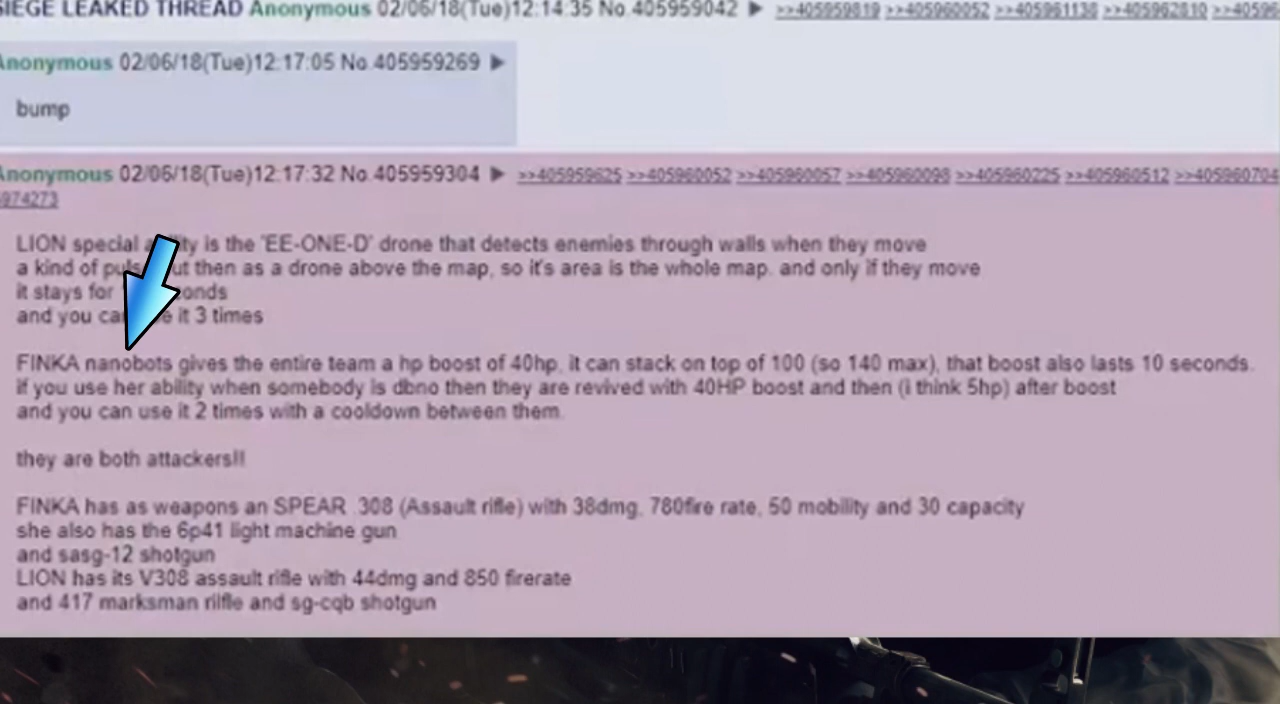 SIEGE LEAKED THREAD Anonymous 02/06/18(Tue)12:14:35 No.405959042 ▶ >>405959819 >>405960052 >>405961138 >>405962810 >>40596
Anonymous 02/06/18(Tue)12:17:05 No.405959269 ▶
bump
Anonymous 02/06/18(Tue)12:17:32 No.405959304 ▶ >>405959625 >>405960052 >>405960057 >>405960098 >>405960225 >>405960512 >>405960704
5974273
LION special is the 'EE-ONE-D' drone that detects enemies through walls when they move
a kind of then as a drone above the map, so it's area is the whole map. and only if they move
it stays for
and you it 3 times
FINKA nanobots gives the entire team a hp boost of 40hp, it can stack on top of 100 (so 140 max), that boost also lasts 10 seconds.
if you use her ability when somebody is dbno then they are revived with 40HP boost and then (i think 5hp) after boost
and you can use it 2 times with a cooldown between them.
they are both attackers!!
FINKA has as weapons an SPEAR .308 (Assault rifle) with 38dmg, 780fire rate, 50 mobility and 30 capacity
she also has the 6p41 light machine gun
and sasg-12 shotgun
LION has its V308 assault rifle with 44dmg and 850 firerate
and 417 marksman rilfle and sg-cqb shotgun